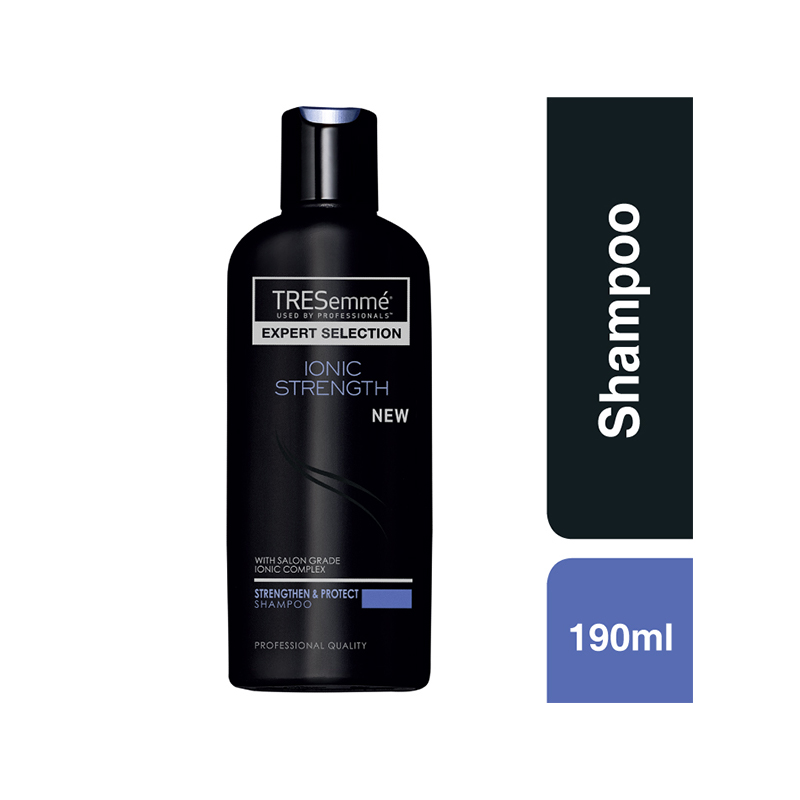 TRESemmé®
USED BY PROFESSIONALS™
EXPERT SELECTION
IONIC
STRENGTH
NEW
WITH SALON GRADE
IONIC COMPLEX
STRENGTHEN & PROTECT
SHAMPOO
PROFESSIONAL QUALITY
Shampoo
190ml